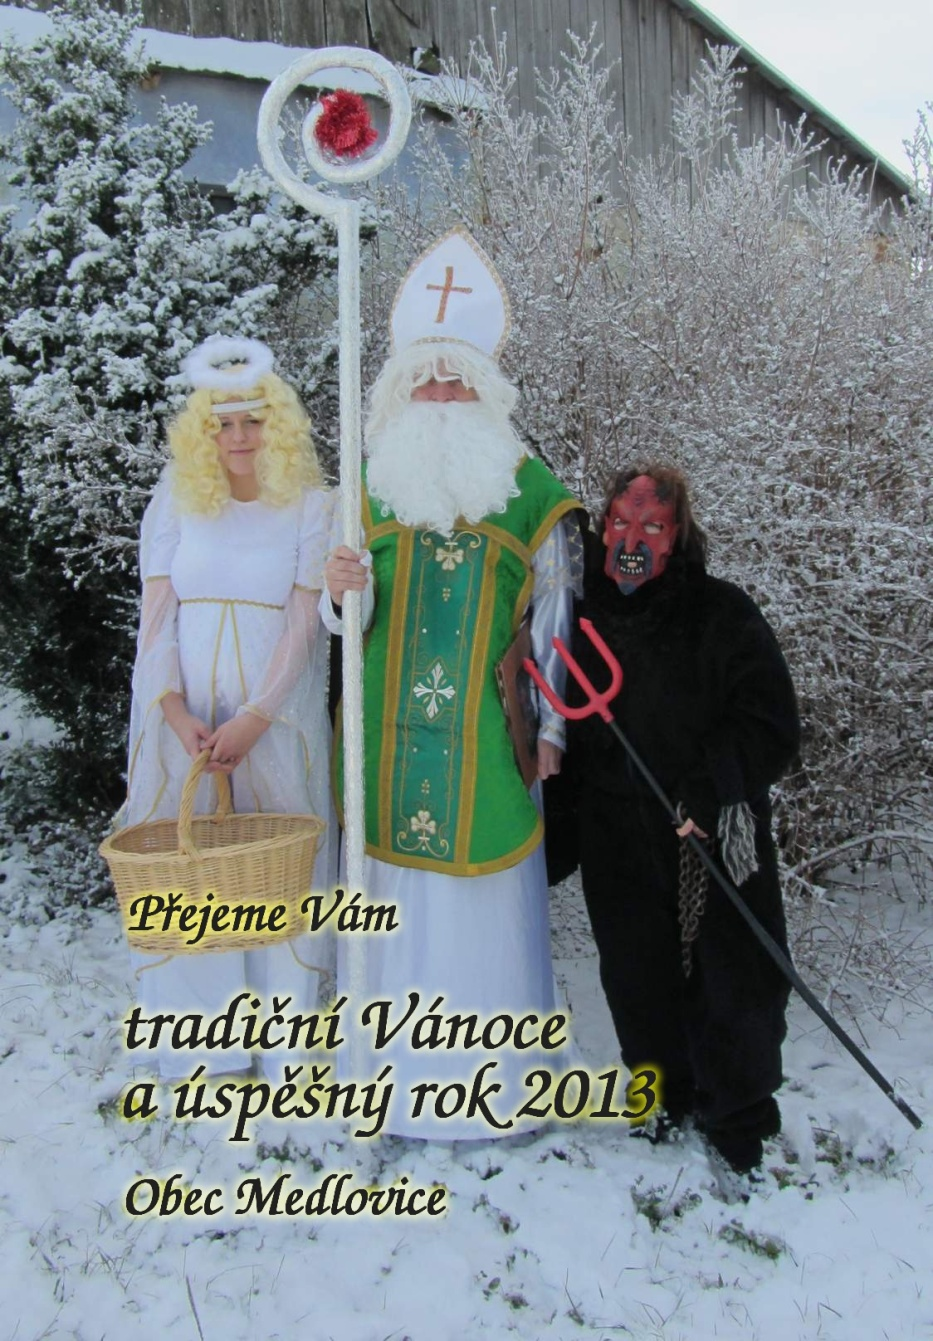 Přejeme Vám
tradiční Vánoce
a úspěšný rok 2013
Obec Medlovice